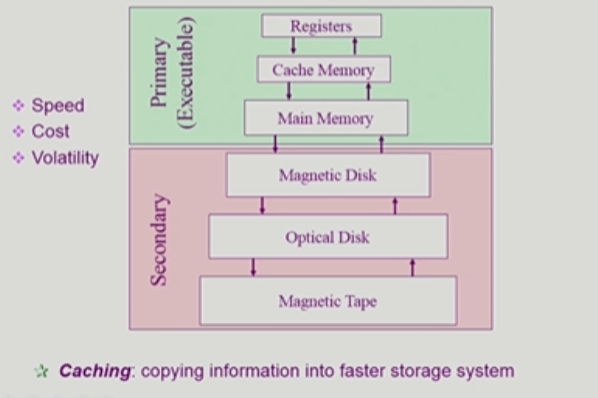 Registers
Cache Memory
Main Memory
Primary
(Executable)
❖ Speed
❖ Cost
❖ Volatility
Magnetic Disk
Optical Disk
Magnetic Tape
Secondary
☆ Caching: copying information into faster storage system